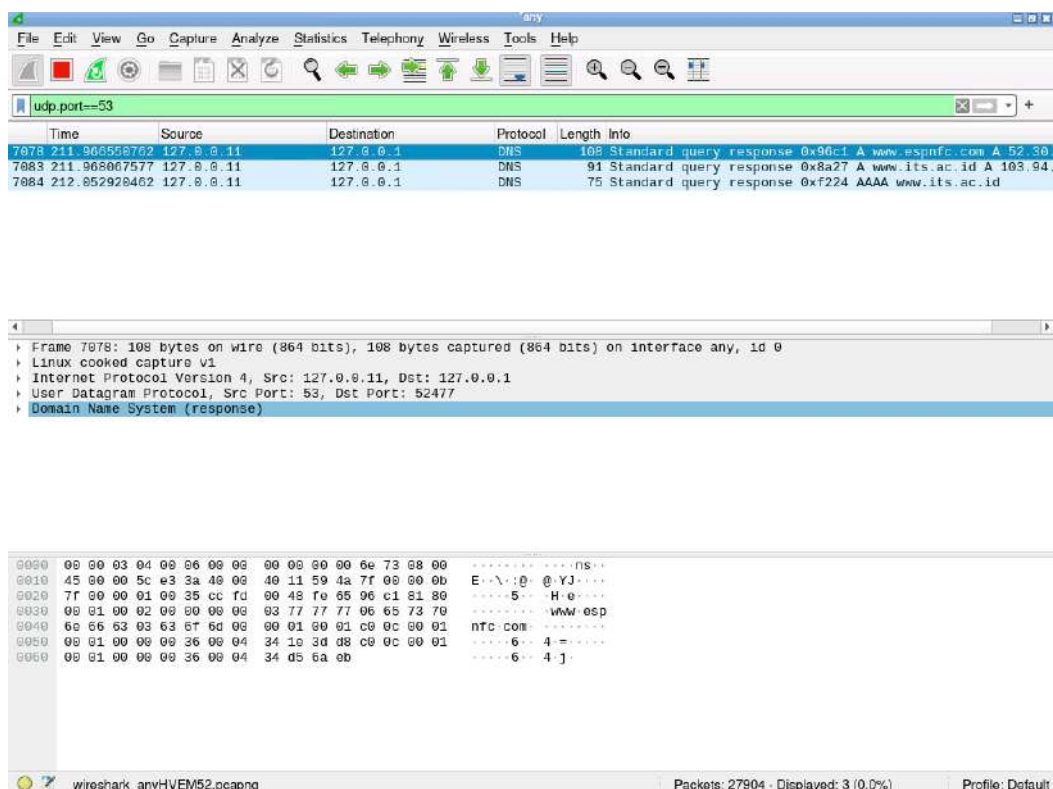 *any
File Edit View Go Capture Analyze Statistics Telephony Wireless Tools Help
udp.port==53
Time Source Destination Protocol Length Info
7078 211.966550762 127.0.0.11 127.0.0.1 DNS 108 Standard query response 0x96c1 A www.espnfc.com A 52.30.
7083 211.968067577 127.0.0.11 127.0.0.1 DNS 91 Standard query response 0x8a27 A www.its.ac.id A 103.94.
7084 212.052920462 127.0.0.11 127.0.0.1 DNS 75 Standard query response 0xf224 AAAA www.its.ac.id
Frame 7078: 108 bytes on wire (864 bits), 108 bytes captured (864 bits) on interface any, id 0
Linux cooked capture v1
Internet Protocol Version 4, Src: 127.0.0.11, Dst: 127.0.0.1
User Datagram Protocol, Src Port: 53, Dst Port: 52477
Domain Name System (response)
0000 00 00 03 04 00 06 00 00 00 00 00 00 6e 73 08 00 ········ ····ns··
0010 45 00 00 5c e3 3a 40 00 40 11 59 4a 7f 00 00 0b E··\·:@· @·YJ····
0020 7f 00 00 01 00 35 cc fd 00 48 fe 65 96 c1 81 80 ·····5·· ·H·e····
0030 00 01 00 02 00 00 00 00 03 77 77 77 06 65 73 70 ········ ·www·esp
0040 6e 66 63 03 63 6f 6d 00 00 01 00 01 c0 0c 00 01 nfc·com· ········
0050 00 01 00 00 00 36 00 04 34 1e 3d d8 c0 0c 00 01 ·····6·· 4·=·····
0060 00 01 00 00 00 36 00 04 34 d5 6a eb ·····6·· 4·j·
wireshark_anyHVEM52.pcapng Packets: 27904 · Displayed: 3 (0.0%) Profile: Default